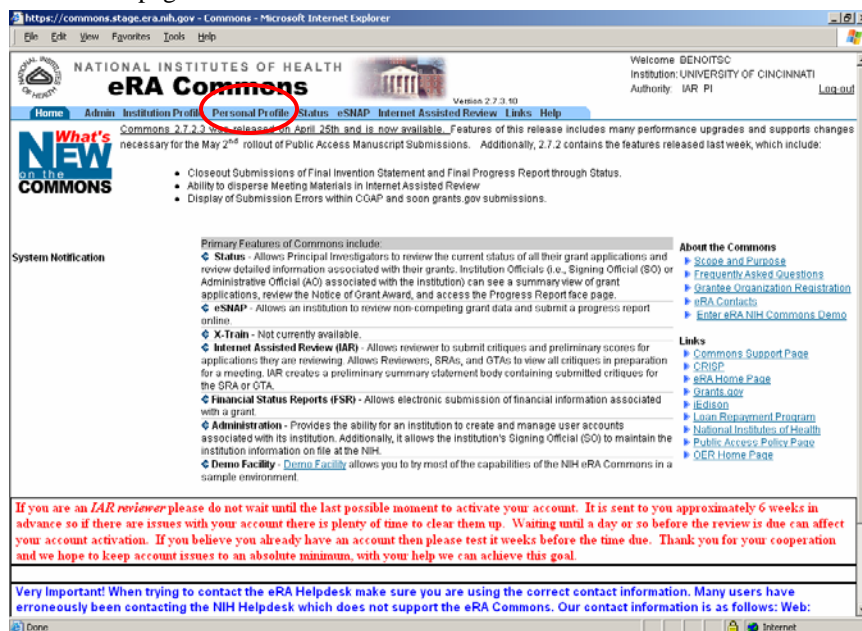 https://commons.stage.era.nih.gov - Commons - Microsoft Internet Explorer
File Edit View Favorites Tools Help
NATIONAL INSTITUTES OF HEALTH
eRA Commons
Version 2.7.3.10
Welcome BENOITSC
Institution: UNIVERSITY OF CINCINNATI
Authority: IAR PI
Log-out
Home Admin Institution Profile Personal Profile Status eSNAP Internet Assisted Review Links Help
What's
NEW
on the
COMMONS
Commons 2.7.2.3 was released on April 25th and is now available. Features of this release includes many performance upgrades and supports changes
necessary for the May 2nd rollout of Public Access Manuscript Submissions. Additionally, 2.7.2 contains the features released last week, which include:
• Closeout Submissions of Final Invention Statement and Final Progress Report through Status.
• Ability to disperse Meeting Materials in Internet Assisted Review
• Display of Submission Errors within CGAP and soon grants.gov submissions.
System Notification
Primary Features of Commons include:
Status - Allows Principal Investigators to review the current status of all their grant applications and
review detailed information associated with their grants. Institution Officials (i.e., Signing Official (SO) or
Administrative Official (AO) associated with the institution) can see a summary view of grant
applications, review the Notice of Grant Award, and access the Progress Report face page.
eSNAP - Allows an institution to review non-competing grant data and submit a progress report
online.
X-Train - Not currently available.
Internet Assisted Review (IAR) - Allows reviewer to submit critiques and preliminary scores for
applications they are reviewing. Allows Reviewers, SRAs, and GTAs to view all critiques in preparation
for a meeting. IAR creates a preliminary summary statement body containing submitted critiques for
the SRA or GTA.
Financial Status Reports (FSR) - Allows electronic submission of financial information associated
with a grant.
Administration - Provides the ability for an institution to create and manage user accounts
associated with its institution. Additionally, it allows the institution's Signing Official (SO) to maintain the
institution information on file at the NIH.
Demo Facility - Demo Facility allows you to try most of the capabilities of the NIH eRA Commons in a
sample environment.
About the Commons
Scope and Purpose
Frequently Asked Questions
Grantee Organization Registration
eRA Contacts
Enter eRA NIH Commons Demo
Links
Commons Support Page
CRISP
eRA Home Page
Grants.gov
iEdison
Loan Repayment Program
National Institutes of Health
Public Access Policy Page
OER Home Page
If you are an IAR reviewer please do not wait until the last possible moment to activate your account. It is sent to you approximately 6 weeks in
advance so if there are issues with your account there is plenty of time to clear them up. Waiting until a day or so before the review is due can affect
your account activation. If you believe you already have an account then please test it weeks before the time due. Thank you for your cooperation
and we hope to keep account issues to an absolute minimum, with your help we can achieve this goal.
Very Important! When trying to contact the eRA Helpdesk make sure you are using the correct contact information. Many users have
erroneously been contacting the NIH Helpdesk which does not support the eRA Commons. Our contact information is as follows: Web:
Done
Internet